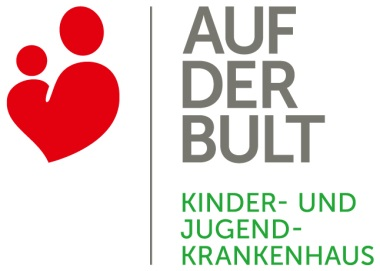 AUF
DER
BULT
KINDER- UND
JUGEND-
KRANKENHAUS